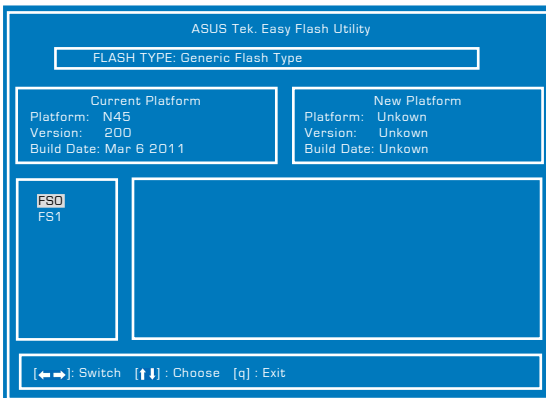 ASUS Tek. Easy Flash Utility
FLASH TYPE: Generic Flash Type
Current Platform
Platform: N45
Version: 200
Build Date: Mar 6 2011
New Platform
Platform: Unkown
Version: Unkown
Build Date: Unkown
FS0
FS1
[←→]: Switch [↑↓] : Choose [q] : Exit